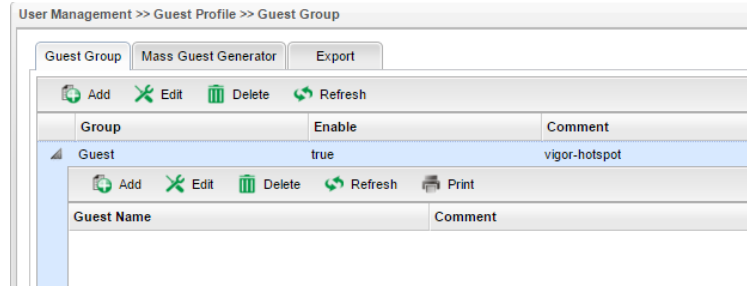 User Management >> Guest Profile >> Guest Group
Guest Group Mass Guest Generator Export
Add Edit Delete Refresh
Group Enable Comment
Guest true vigor-hotspot
Add Edit Delete Refresh Print
Guest Name Comment